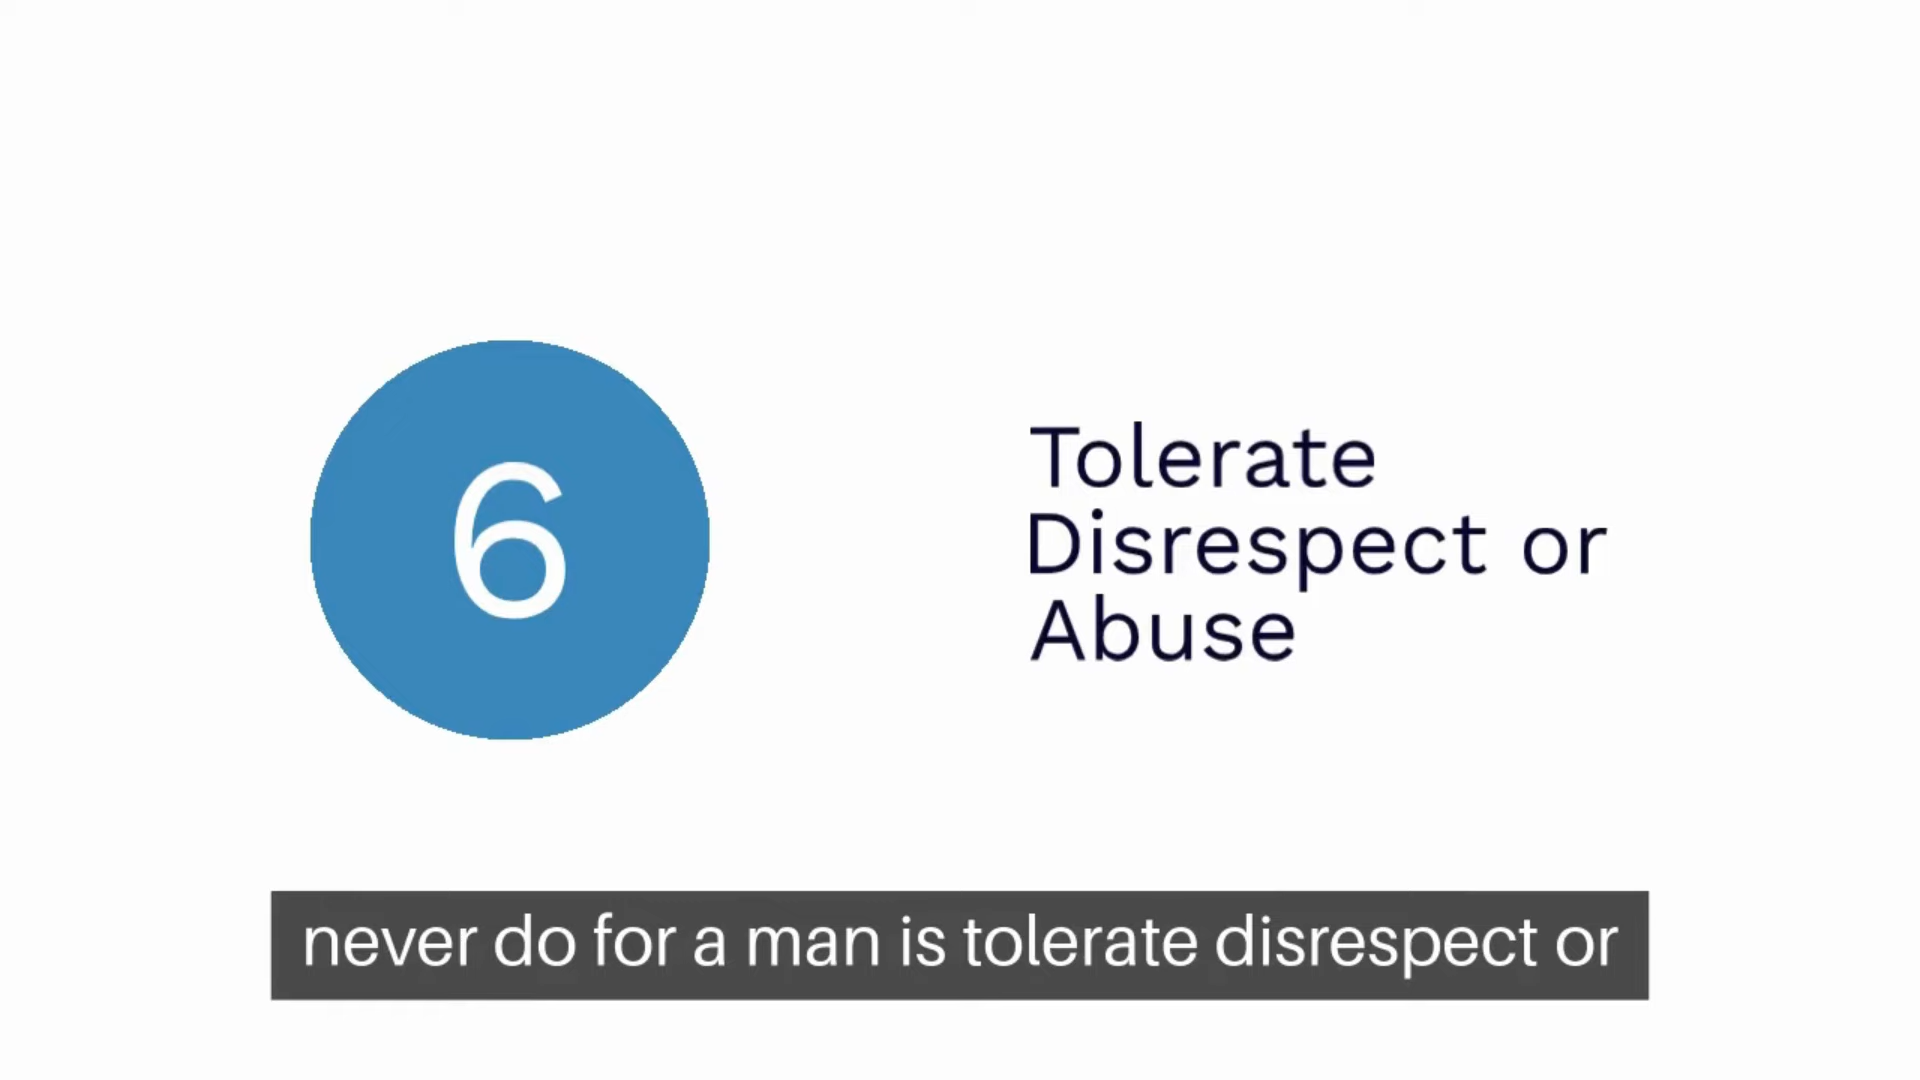 6
Tolerate
Disrespect or
Abuse
never do for a man is tolerate disrespect or